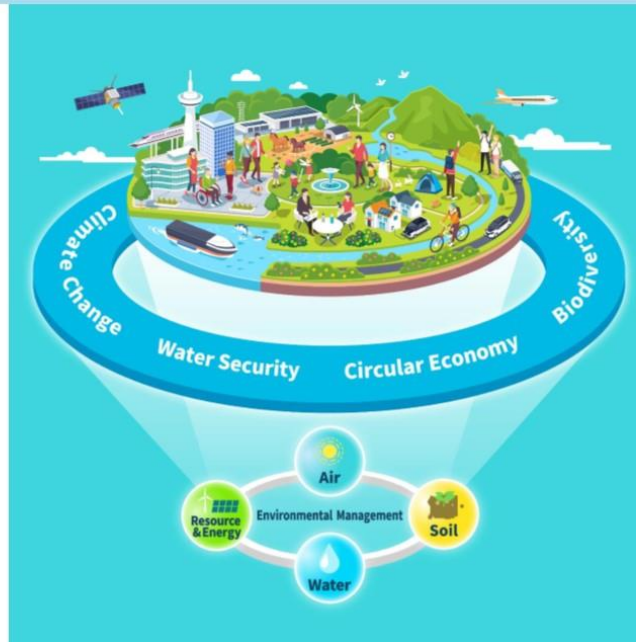 Climate Change
Water Security
Circular Economy
Biodiversity
Air
Resource
& Energy
Environmental Management
Soil
Water